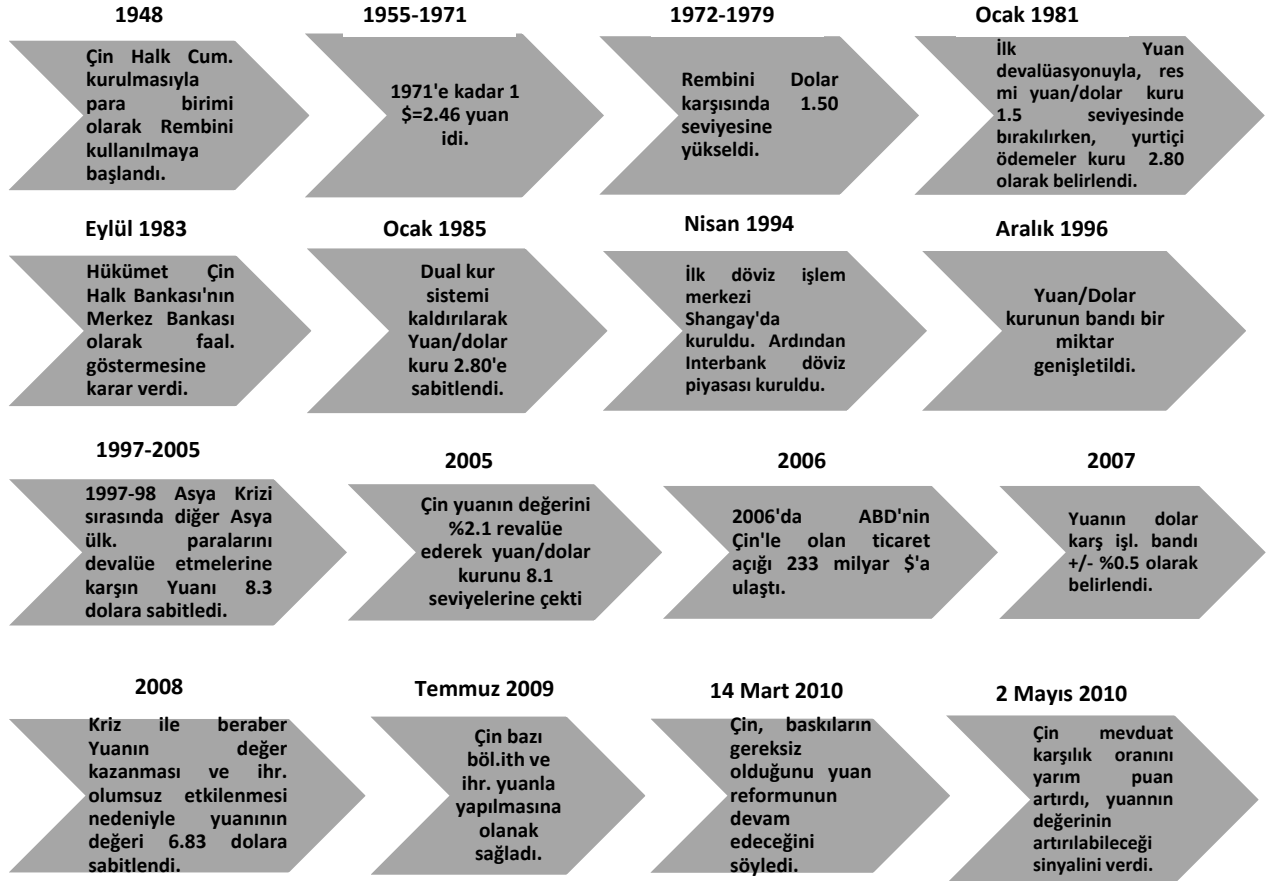 1948
Çin Halk Cum.
kurulmasıyla
para birimi
olarak Rembini
kullanılmaya
başlandı.
1955-1971
1971'e kadar 1
$=2.46 yuan
idi.
1972-1979
Rembini Dolar
karşısında 1.50
seviyesine
yükseldi.
Ocak 1981
İlk Yuan
devalüasyonuyla, res
mi yuan/dolar kuru
1.5 seviyesinde
bırakılırken, yurtiçi
ödemeler kuru 2.80
olarak belirlendi.
Eylül 1983
Hükümet Çin
Halk Bankası'nın
Merkez Bankası
olarak faal.
göstermesine
karar verdi.
Ocak 1985
Dual kur
sistemi
kaldırılarak
Yuan/dolar
kuru 2.80'e
sabitlendi.
Nisan 1994
İlk döviz işlem
merkezi
Shangay'da
kuruldu. Ardından
Interbank döviz
piyasası kuruldu.
Aralık 1996
Yuan/Dolar
kurunun bandı bir
miktar
genişletildi.
1997-2005
1997-98 Asya Krizi
sırasında diğer Asya
ülk. paralarını
devalüe etmelerine
karşın Yuanı 8.3
dolara sabitledi.
2005
Çin yuanın değerini
%2.1 revalüe
ederek yuan/dolar
kurunu 8.1
seviyelerine çekti
2006
2006'da ABD'nin
Çin'le olan ticaret
açığı 233 milyar $'a
ulaştı.
2007
Yuanın dolar
karş işl. bandı
+/- %0.5 olarak
belirlendi.
2008
Kriz ile beraber
Yuanın değer
kazanması ve ihr.
olumsuz etkilenmesi
nedeniyle yuanının
değeri 6.83 dolara
sabitlendi.
Temmuz 2009
Çin bazı
böl.ith ve
ihr. yuanla
yapılmasına
olanak
sağladı.
14 Mart 2010
Çin, baskıların
gereksiz
olduğunu yuan
reformunun
devam
edeceğini
söyledi.
2 Mayıs 2010
Çin mevduat
karşılık oranını
yarım puan
artırdı, yuannın
değerinin
artırılabileceği
sinyalini verdi.